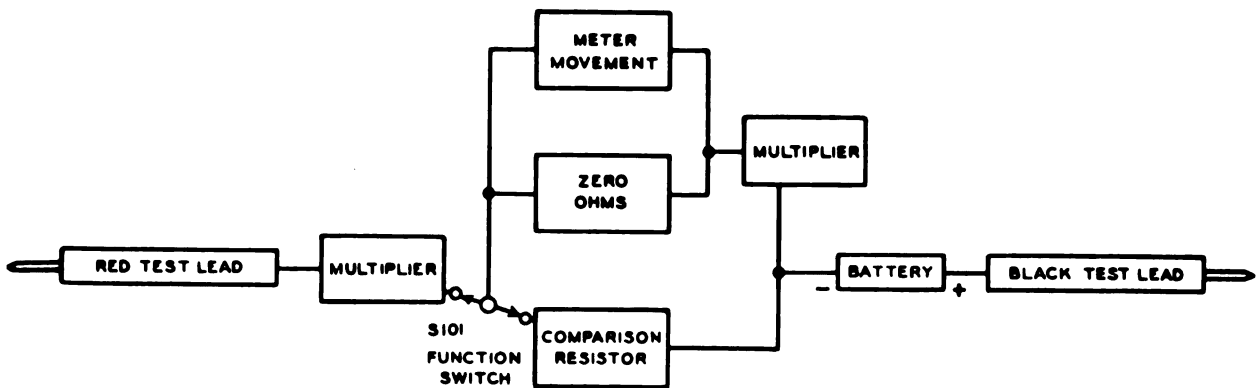 METER
MOVEMENT
ZERO
OHMS
MULTIPLIER
RED TEST LEAD
MULTIPLIER
S101
FUNCTION
SWITCH
COMPARISON
RESISTOR
BATTERY
-
+
BLACK TEST LEAD